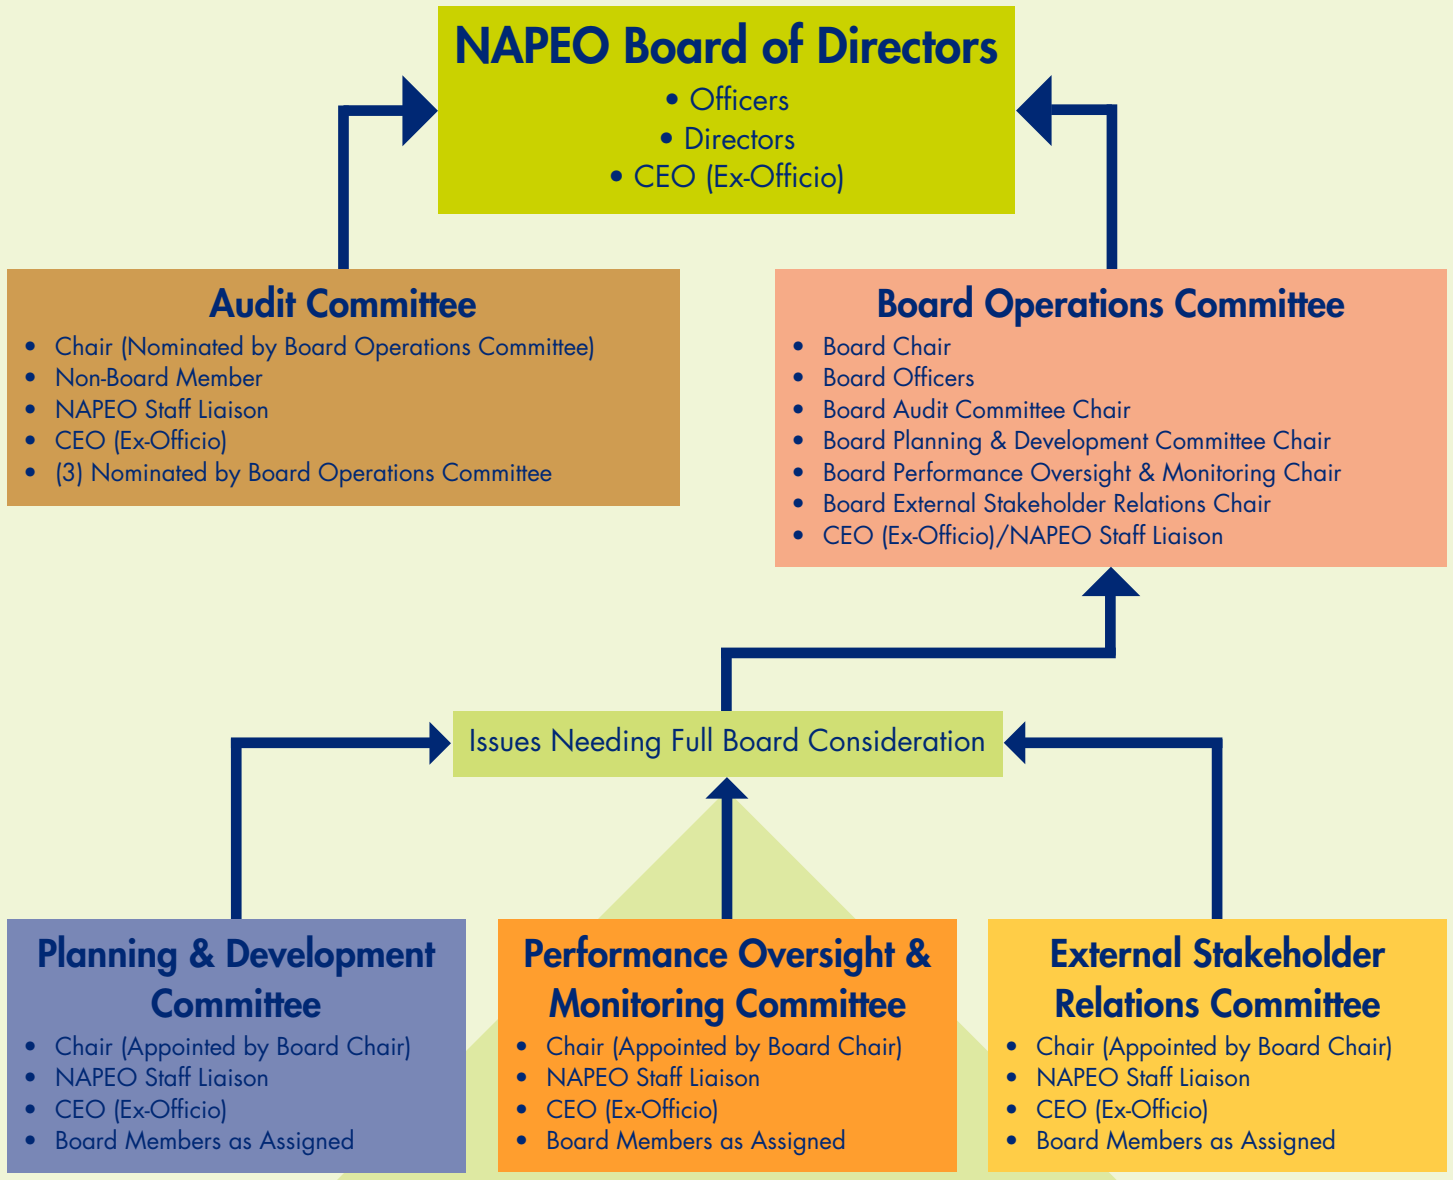 NAPEO Board of Directors
• Officers
• Directors
• CEO (Ex-Officio)
Audit Committee
• Chair (Nominated by Board Operations Committee)
• Non-Board Member
• NAPEO Staff Liaison
• CEO (Ex-Officio)
• (3) Nominated by Board Operations Committee
Board Operations Committee
• Board Chair
• Board Officers
• Board Audit Committee Chair
• Board Planning & Development Committee Chair
• Board Performance Oversight & Monitoring Chair
• Board External Stakeholder Relations Chair
• CEO (Ex-Officio)/NAPEO Staff Liaison
Issues Needing Full Board Consideration
Planning & Development
Committee
• Chair (Appointed by Board Chair)
• NAPEO Staff Liaison
• CEO (Ex-Officio)
• Board Members as Assigned
Performance Oversight &
Monitoring Committee
• Chair (Appointed by Board Chair)
• NAPEO Staff Liaison
• CEO (Ex-Officio)
• Board Members as Assigned
External Stakeholder
Relations Committee
• Chair (Appointed by Board Chair)
• NAPEO Staff Liaison
• CEO (Ex-Officio)
• Board Members as Assigned